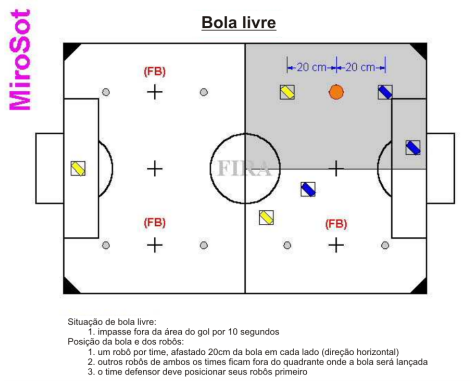 Bola livre
MiroSot
20 cm 20 cm
(FB)
FIRA
(FB) (FB)
Situação de bola livre:
1. impasse fora da área do gol por 10 segundos
Posição da bola e dos robôs:
1. um robô por time, afastado 20cm da bola em cada lado (direção horizontal)
2. outros robôs de ambos os times ficam fora do quadrante onde a bola será lançada
3. o time defensor deve posicionar seus robôs primeiro